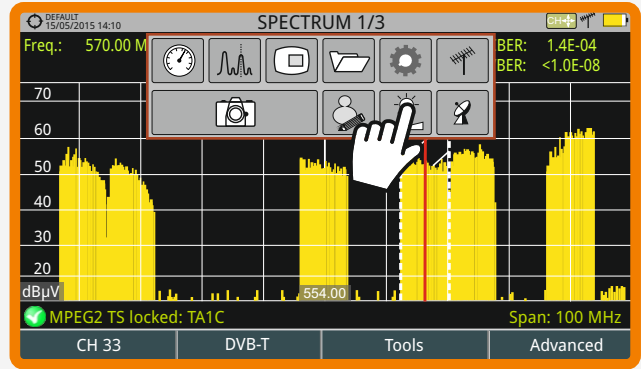 DEFAULT
15/05/2015 14:10
SPECTRUM 1/3
CH
Freq.: 570.00 M
BER: 1.4E-04
BER: <1.0E-08
70
60
50
40
30
20
dBµV
554.00
MPEG2 TS locked: TA1C
Span: 100 MHz
CH 33
DVB-T
Tools
Advanced